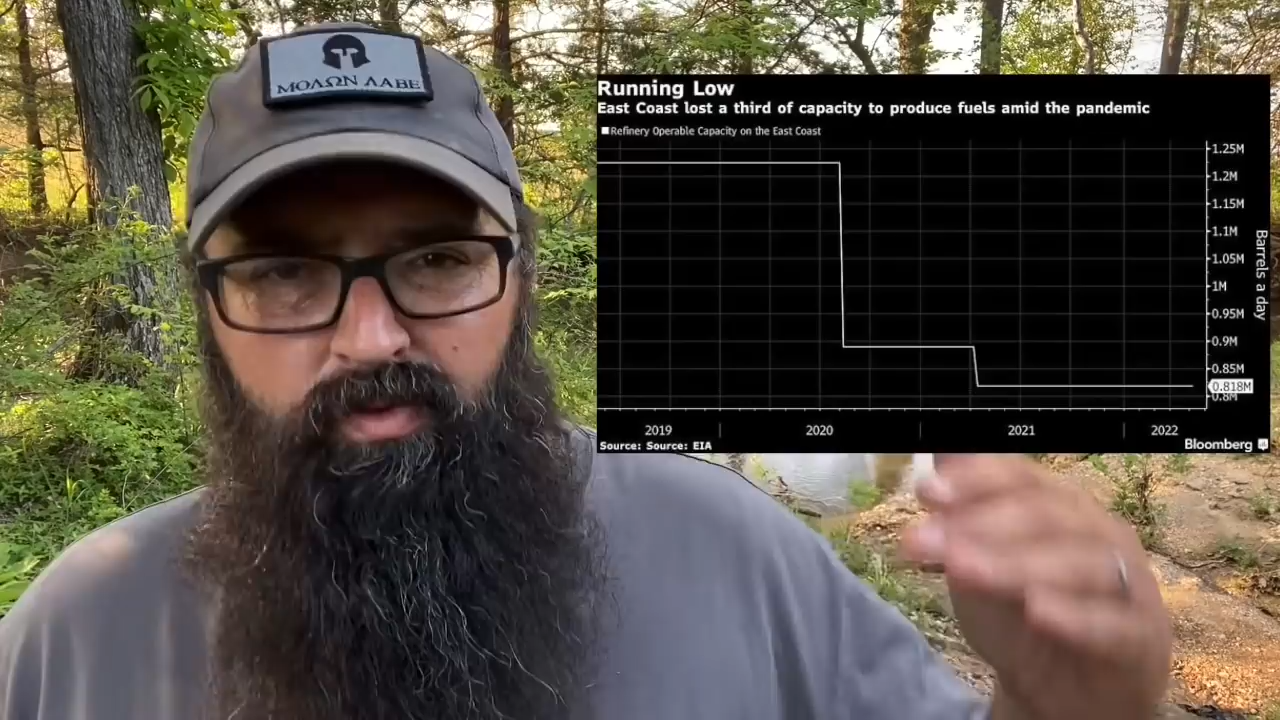 ΜΟΛΩΝ ΛΑΒΕ
Running Low
East Coast lost a third of capacity to produce fuels amid the pandemic
Refinery Operable Capacity on the East Coast
1.25M
1.2M
1.15M
1.1M
1.05M
1M
0.95M
0.9M
0.85M
0.818M
0.8M
Barrels a day
2019 2020 2021 2022
Source: Source: EIA
Bloomberg